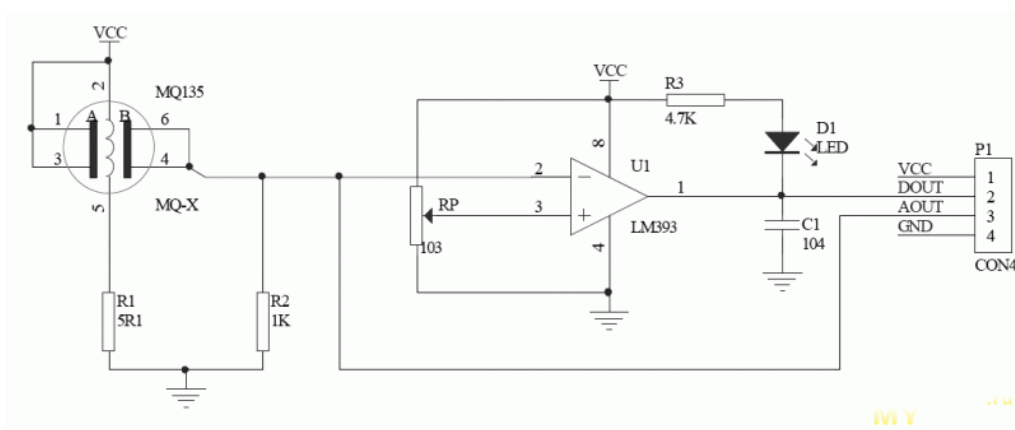 VCC
MQ135
2
1
A
B
6
3
4
5
MQ-X
R1
5R1
R2
1K
VCC
R3
4.7K
8
U1
2
3
1
4
LM393
RP
103
D1
LED
C1
104
P1
VCC
1
DOUT
2
AOUT
3
GND
4
CON4
MY
.ru